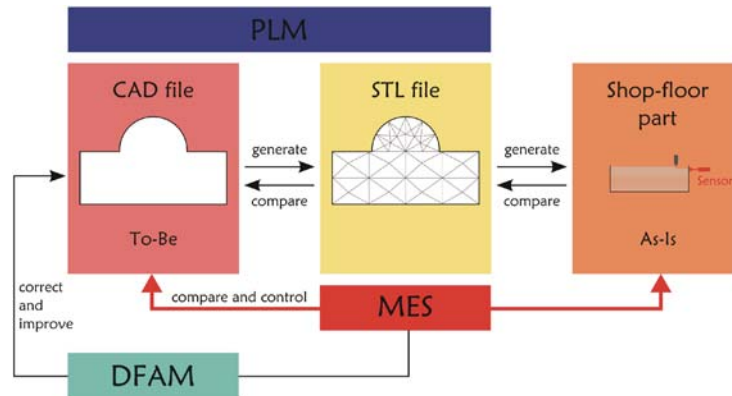 PLM
CAD file
STL file
Shop-floor
part
generate
compare
generate
compare
Sensor
To-Be
As-Is
correct
and
improve
compare and control
MES
DFAM